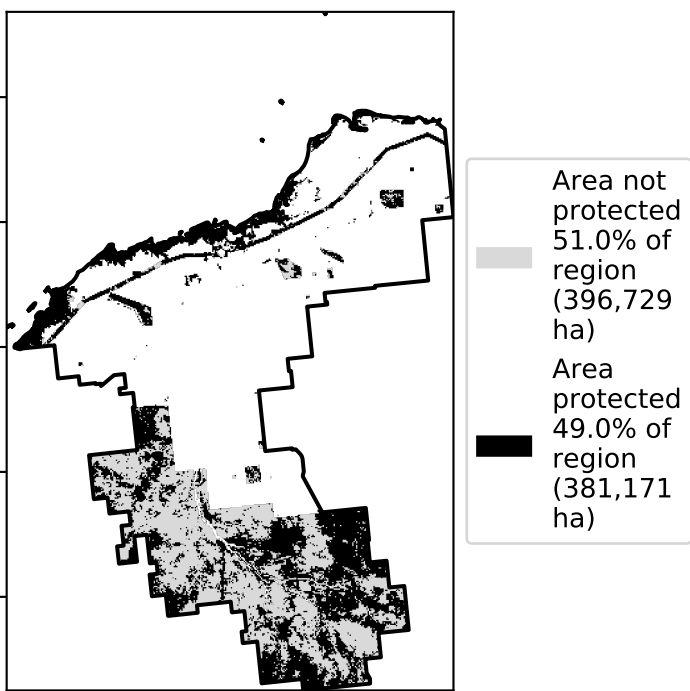 Area not
protected
51.0% of
region
(396,729
ha)
Area
protected
49.0% of
region
(381,171
ha)